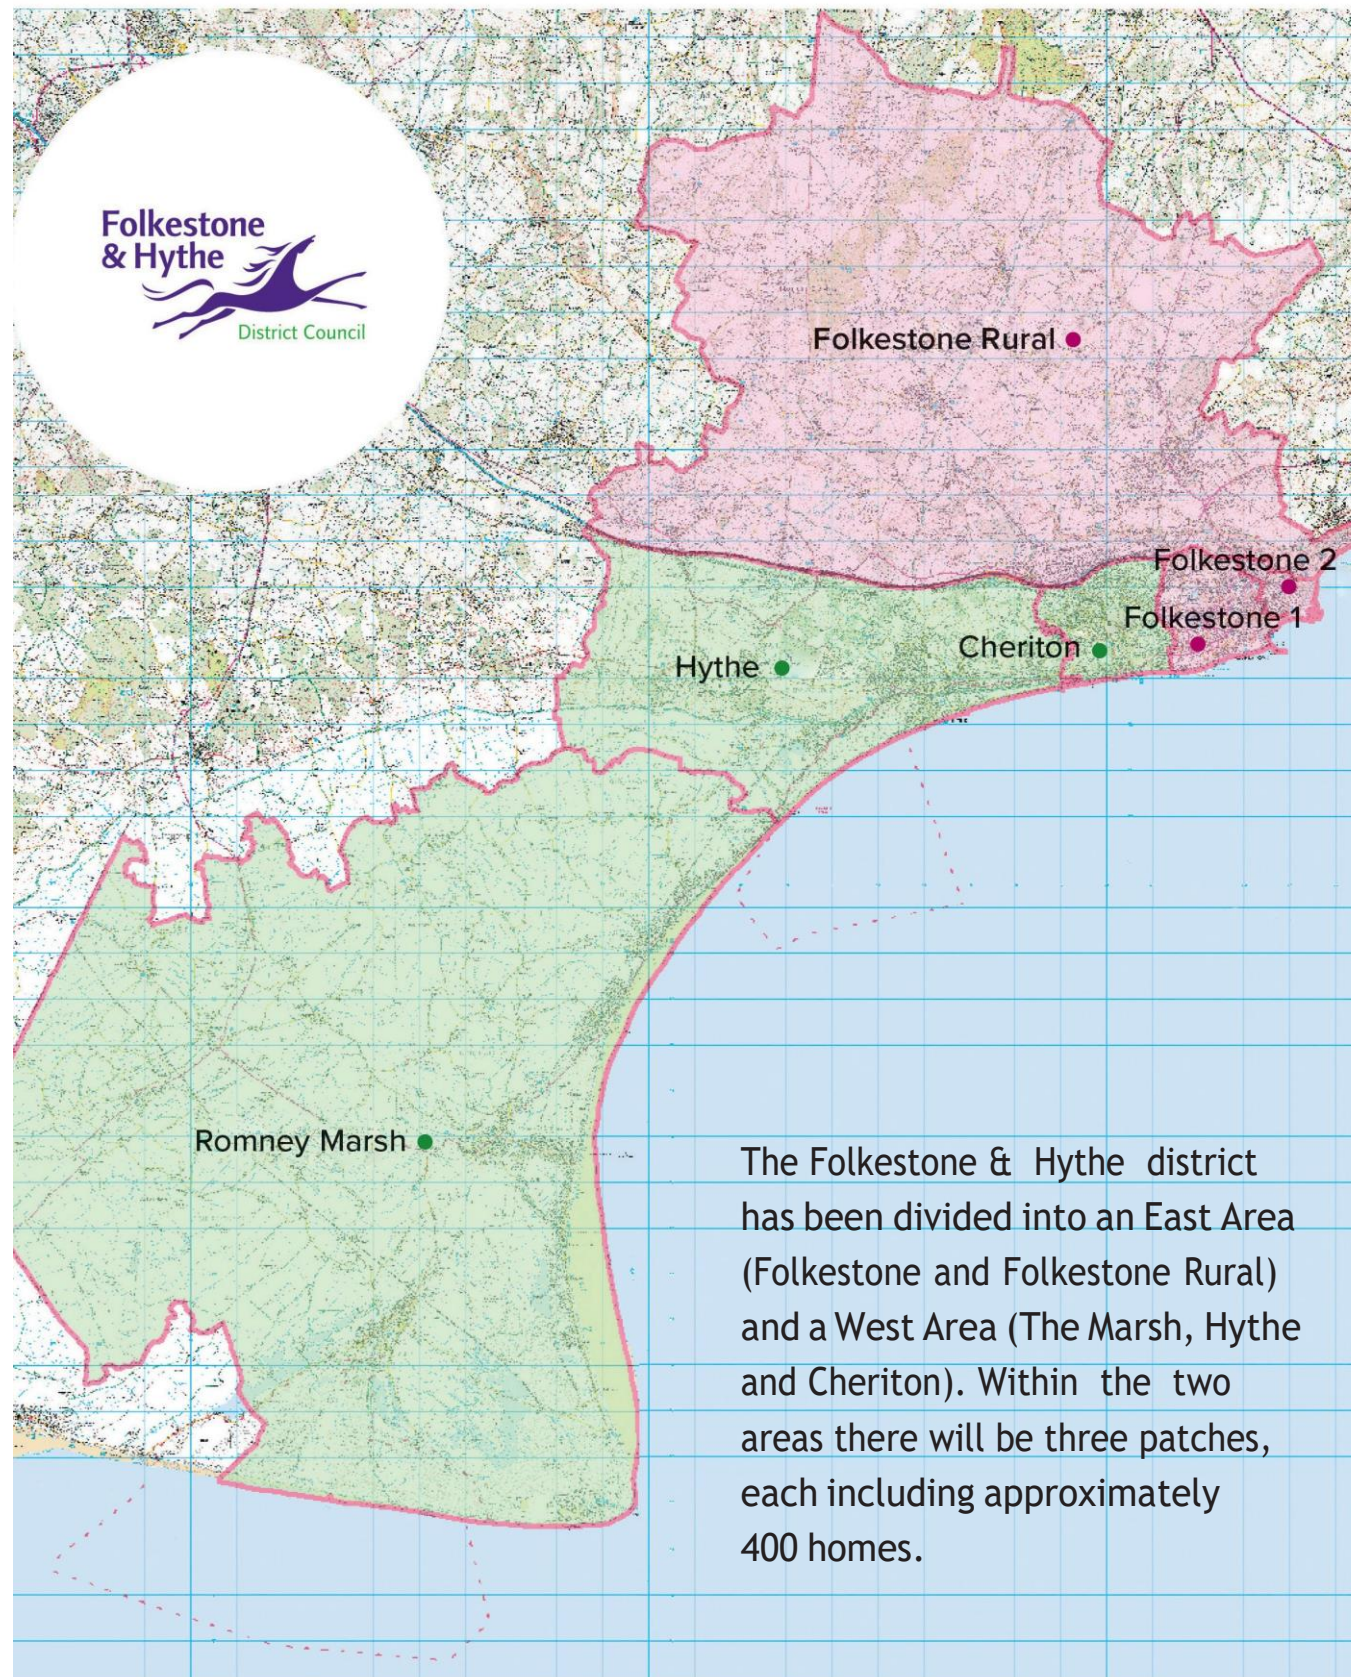 Folkestone
& Hythe
District Council
Folkestone Rural
Folkestone 2
Folkestone 1
Cheriton
Hythe
Romney Marsh
The Folkestone & Hythe district
has been divided into an East Area
(Folkestone and Folkestone Rural)
and a West Area (The Marsh, Hythe
and Cheriton). Within the two
areas there will be three patches,
each including approximately
400 homes.